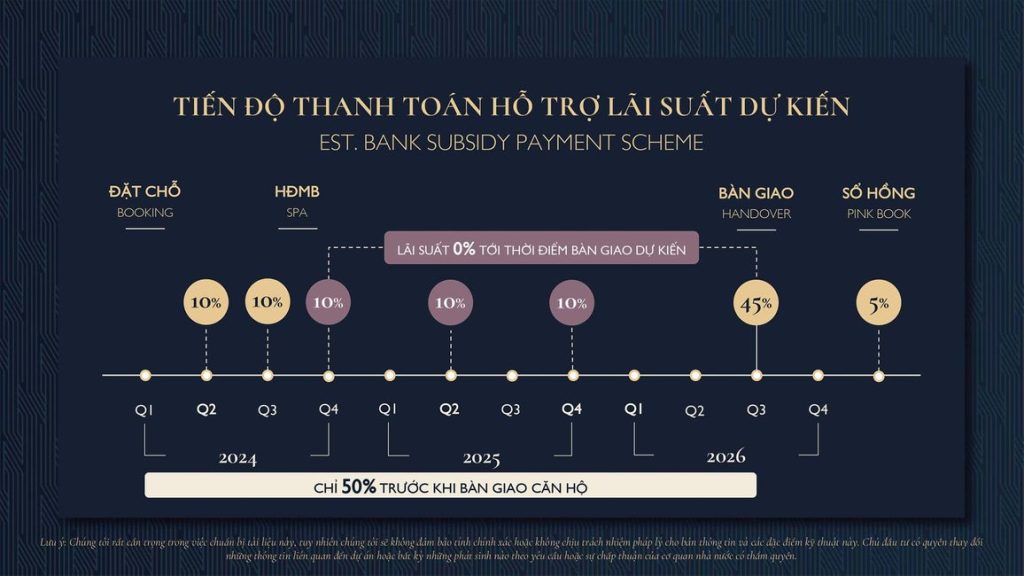 TIẾN ĐỘ THANH TOÁN HỖ TRỢ LÃI SUẤT DỰ KIẾN
EST. BANK SUBSIDY PAYMENT SCHEME
ĐẶT CHỖ
BOOKING
HĐMB
SPA
BÀN GIAO
HANDOVER
SỔ HỒNG
PINK BOOK
LÃI SUẤT 0% TỚI THỜI ĐIỂM BÀN GIAO DỰ KIẾN
10% 10% 10% 10% 10% 45% 5%
Q1 Q2 Q3 Q4 Q1 Q2 Q3 Q4 Q1 Q2 Q3 Q4
2024 2025 2026
CHỈ 50% TRƯỚC KHI BÀN GIAO CĂN HỘ
Lưu ý: Chúng tôi rất cẩn trọng trong việc chuẩn bị tài liệu này, tuy nhiên chúng tôi sẽ không đảm bảo tính chính xác hoặc không chịu trách nhiệm pháp lý cho bản thông tin và các đặc điểm kỹ thuật này. Chủ đầu tư có quyền thay đổi
những thông tin liên quan đến dự án hoặc bất kỳ những phát sinh nào theo yêu cầu hoặc sự chấp thuận của cơ quan nhà nước có thẩm quyền.